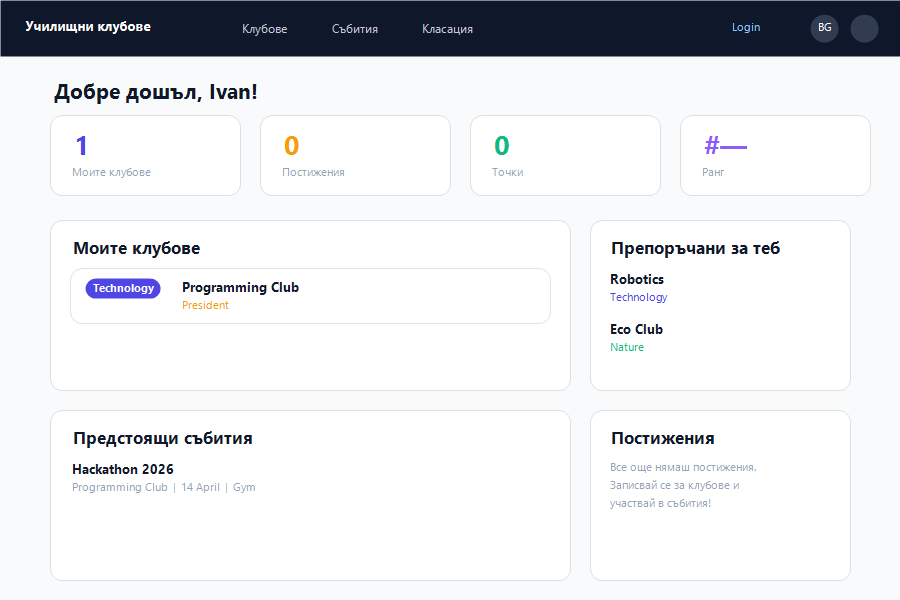 Училищни клубове
Клубове
Събития
Класация
Login
BG
Добре дошъл, Ivan!
1
Моите клубове
0
Постижения
0
Точки
#—
Ранг
Моите клубове
Technology
Programming Club
President
Препоръчани за теб
Robotics
Technology
Eco Club
Nature
Предстоящи събития
Hackathon 2026
Programming Club | 14 April | Gym
Постижения
Все още нямаш постижения.
Записвай се за клубове и
участвай в събития!